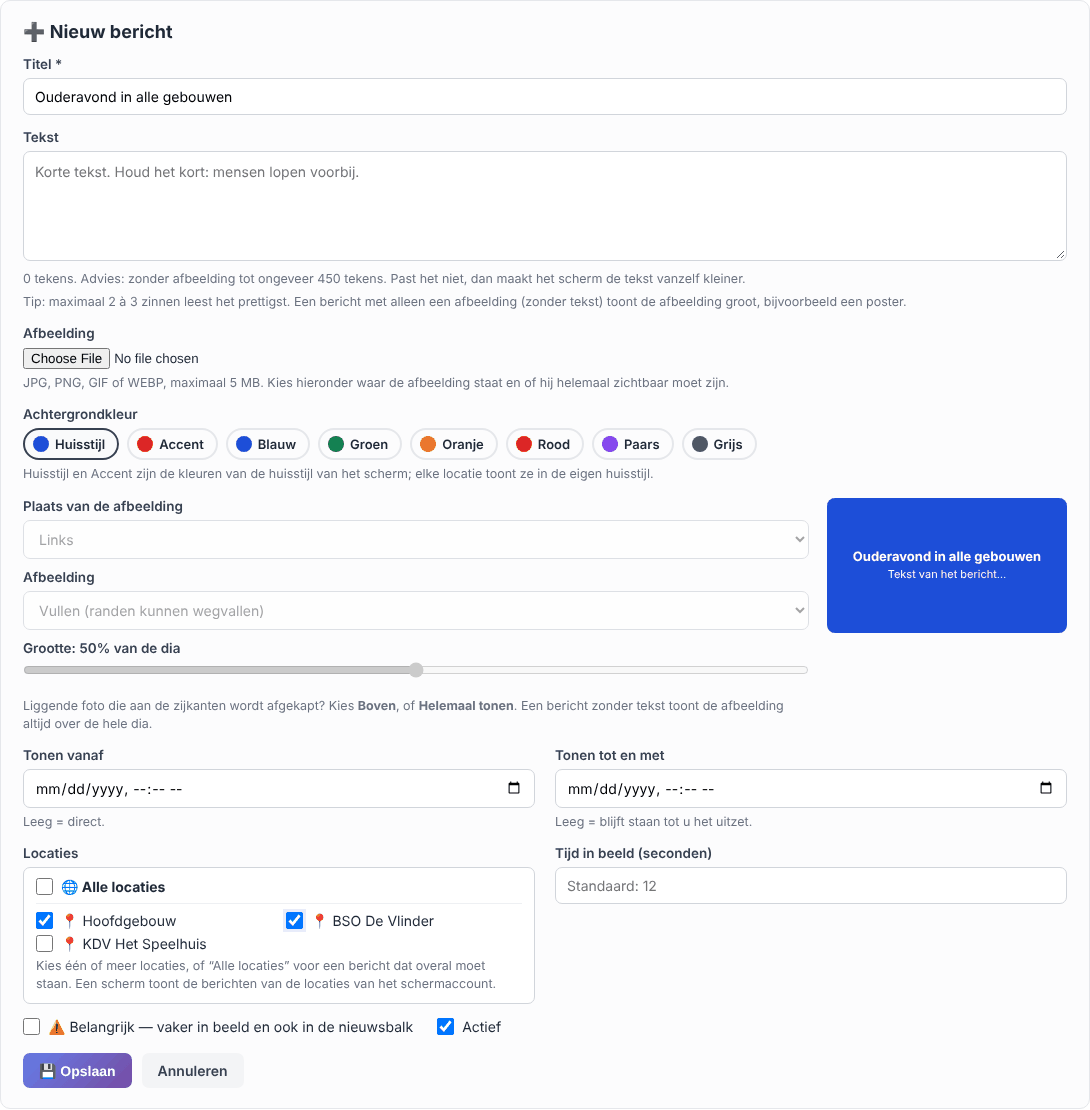 ➕ Nieuw bericht
Titel *
Ouderavond in alle gebouwen
Tekst
Korte tekst. Houd het kort: mensen lopen voorbij.
0 tekens. Advies: zonder afbeelding tot ongeveer 450 tekens. Past het niet, dan maakt het scherm de tekst vanzelf kleiner.
Tip: maximaal 2 à 3 zinnen leest het prettigst. Een bericht met alleen een afbeelding (zonder tekst) toont de afbeelding groot, bijvoorbeeld een poster.
Afbeelding
Choose File No file chosen
JPG, PNG, GIF of WEBP, maximaal 5 MB. Kies hieronder waar de afbeelding staat en of hij helemaal zichtbaar moet zijn.
Achtergrondkleur
Huisstijl Accent Blauw Groen Oranje Rood Paars Grijs
Huisstijl en Accent zijn de kleuren van de huisstijl van het scherm; elke locatie toont ze in de eigen huisstijl.
Plaats van de afbeelding
Links
Afbeelding
Vullen (randen kunnen wegvallen)
Grootte: 50% van de dia
Ouderavond in alle gebouwen
Tekst van het bericht...
Liggende foto die aan de zijkanten wordt afgekapt? Kies Boven, of Helemaal tonen. Een bericht zonder tekst toont de afbeelding
altijd over de hele dia.
Tonen vanaf
mm/dd/yyyy, --:-- --
Leeg = direct.
Tonen tot en met
mm/dd/yyyy, --:-- --
Leeg = blijft staan tot u het uitzet.
Locaties
🌐 Alle locaties
📍 Hoofdgebouw
📍 BSO De Vlinder
📍 KDV Het Speelhuis
Kies één of meer locaties, of “Alle locaties” voor een bericht dat overal moet
staan. Een scherm toont de berichten van de locaties van het schermaccount.
Tijd in beeld (seconden)
Standaard: 12
⚠️ Belangrijk — vaker in beeld en ook in de nieuwsbalk
Actief
💾 Opslaan
Annuleren